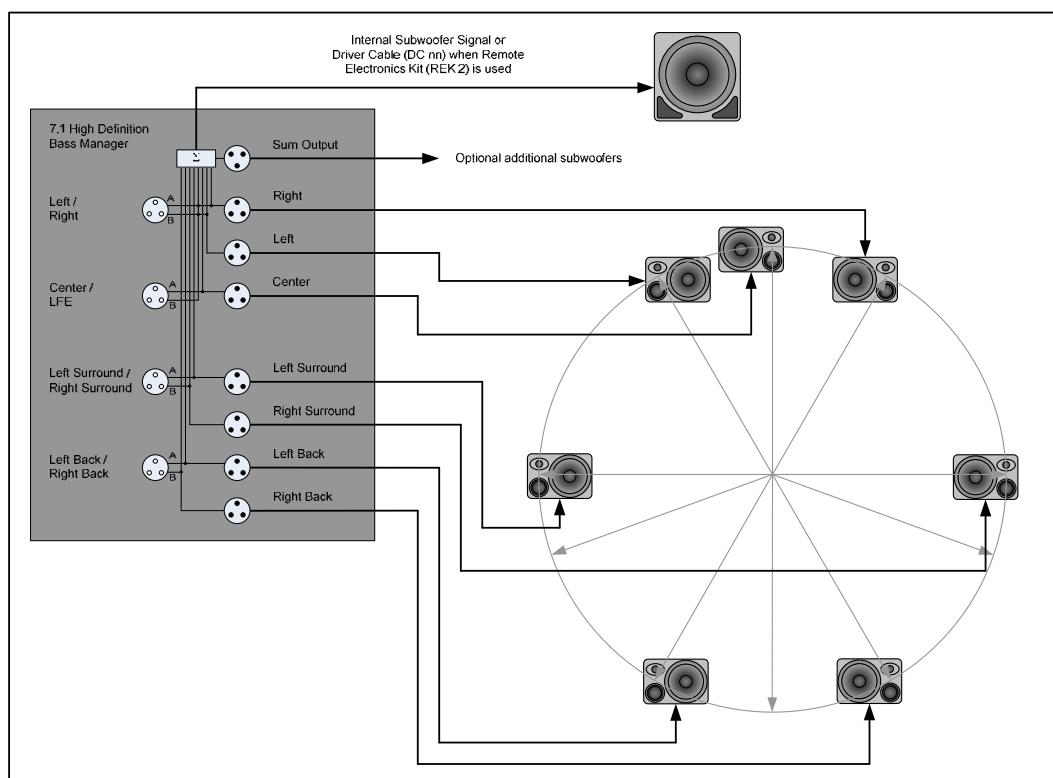 Internal Subwoofer Signal or
Driver Cable (DC nn) when Remote
Electronics Kit (REK 2) is used
7.1 High Definition
Bass Manager
Σ
Sum Output
Optional additional subwoofers
Left /
Right
A
B
Right
Left
Center /
LFE
A
B
Center
Left Surround /
Right Surround
A
B
Left Surround
Right Surround
Left Back /
Right Back
A
B
Left Back
Right Back